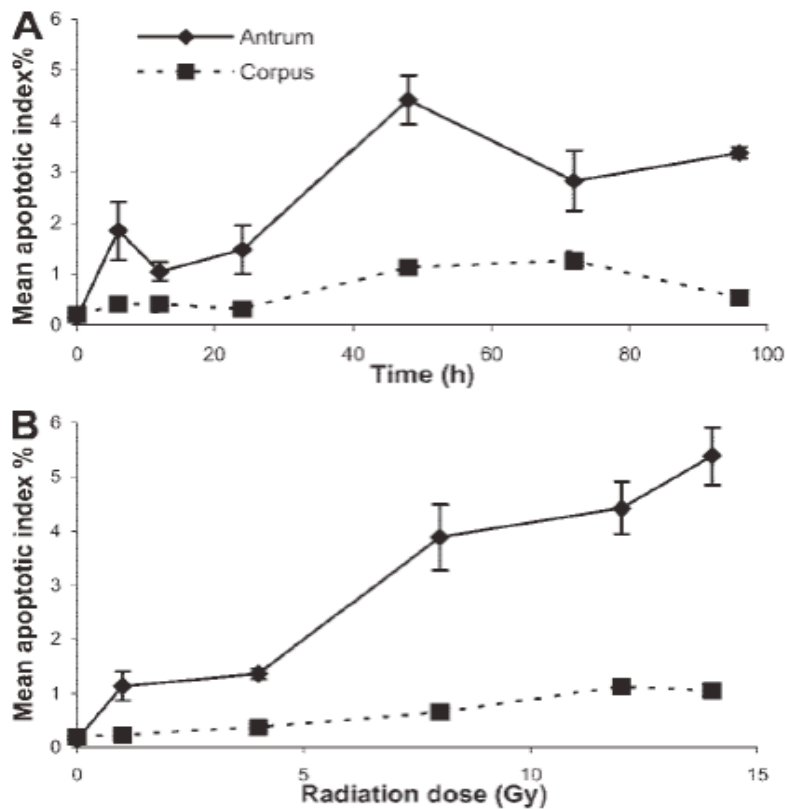 A
Mean apoptotic index%
6
5
4
3
2
1
0
Antrum
Corpus
0 20 40 60 80 100
Time (h)
B
Mean apoptotic index %
6
5
4
3
2
1
0
0 5 10 15
Radiation dose (Gy)